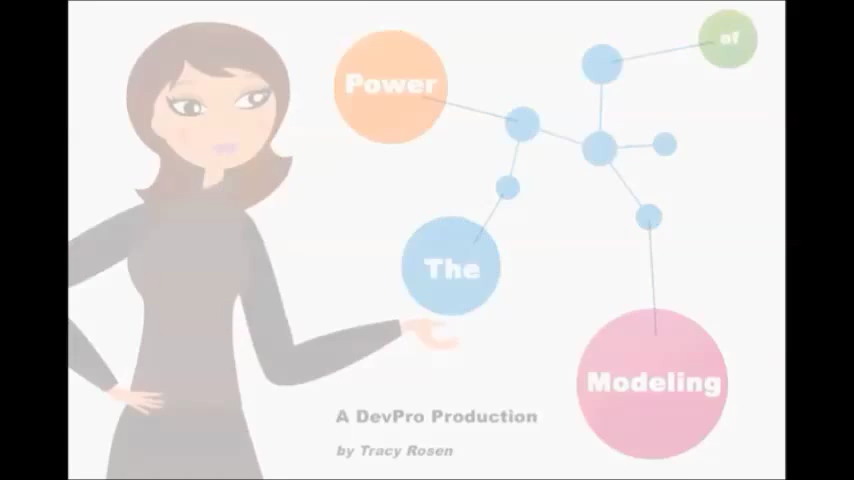 of
Power
The
Modeling
A DevPro Production
by Tracy Rosen